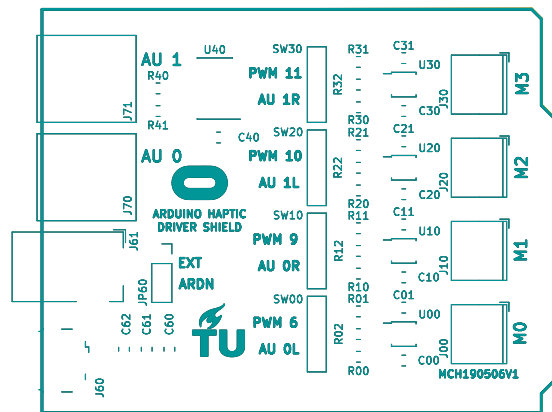 AU 1
R40
R41
J71
U40
C40
AU 0
J70
ARDUINO HAPTIC
DRIVER SHIELD
J61
EXT
ARDN
JP60
C62
C61
C60
J60
TU
SW30
PWM 11
AU 1R
R31
R32
R30
C31
U30
C30
J30
M3
SW20
PWM 10
AU 1L
R21
R22
R20
C21
U20
C20
J20
M2
SW10
PWM 9
AU 0R
R11
R12
R10
C11
U10
C10
J10
M1
SW00
PWM 6
AU 0L
R01
R02
R00
C01
U00
C00
J00
M0
MCH190506V1